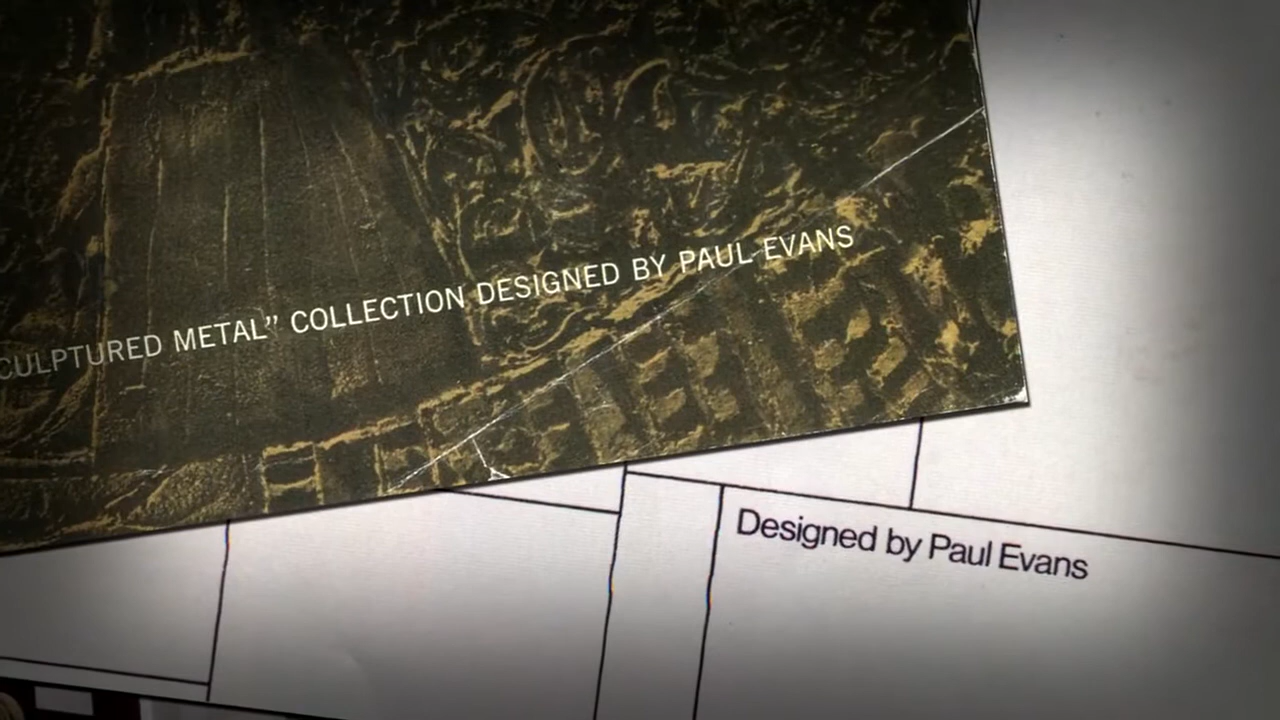 CULPTURED METAL” COLLECTION DESIGNED BY PAUL EVANS
Designed by Paul Evans